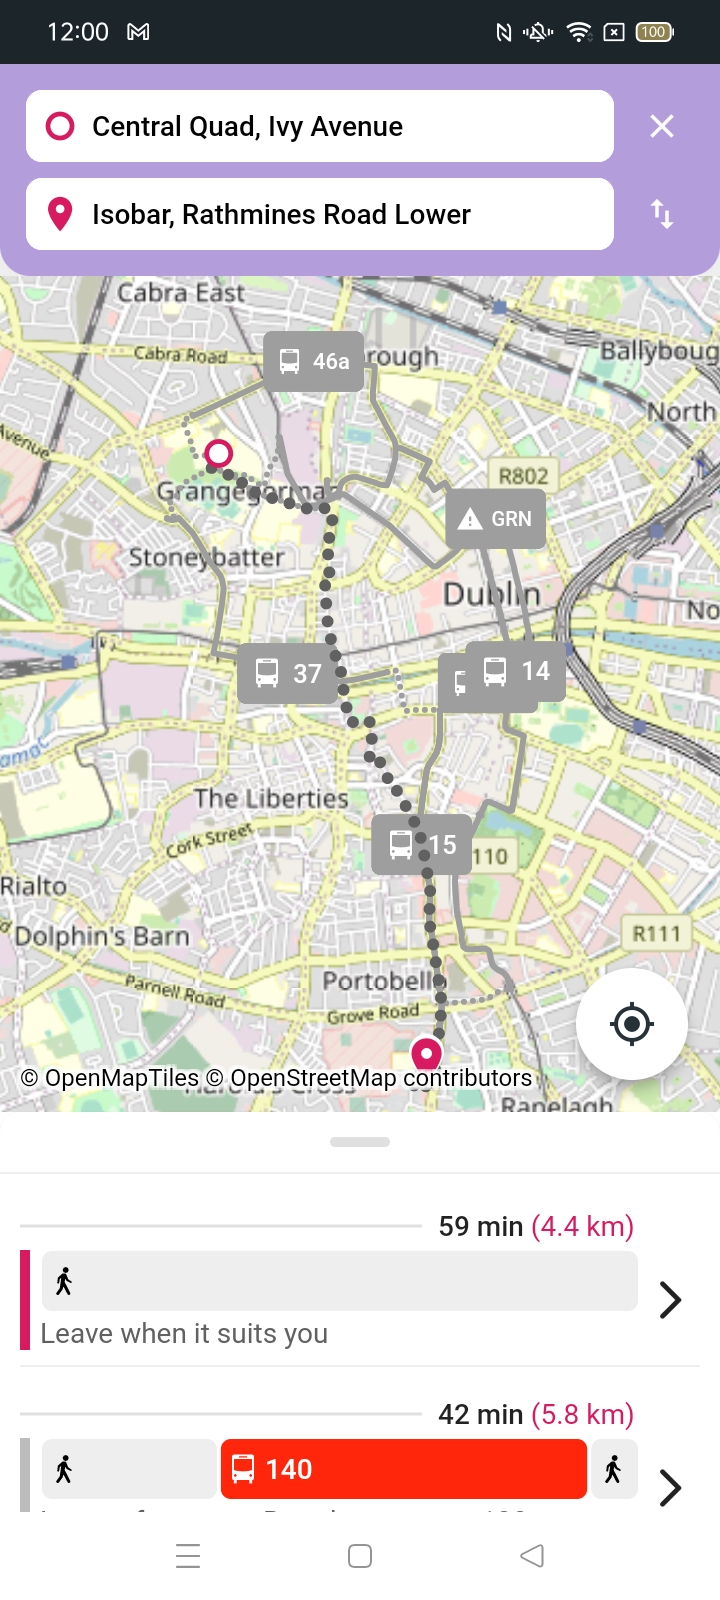 12:00
100
Central Quad, Ivy Avenue
Isobar, Rathmines Road Lower
Cabra East
Cabra Road
46a
rough
Ballyboug
North
Avenue
R802
Grangegorman
GRN
Stoneybatter
Dublin
No
37
14
The Liberties
Cork Street
15
110
Rialto
Dolphin's Barn
R111
Portobell
Parnell Road
Grove Road
© OpenMapTiles © OpenStreetMap contributors
Ranelagh
59 min (4.4 km)
Leave when it suits you
42 min (5.8 km)
140